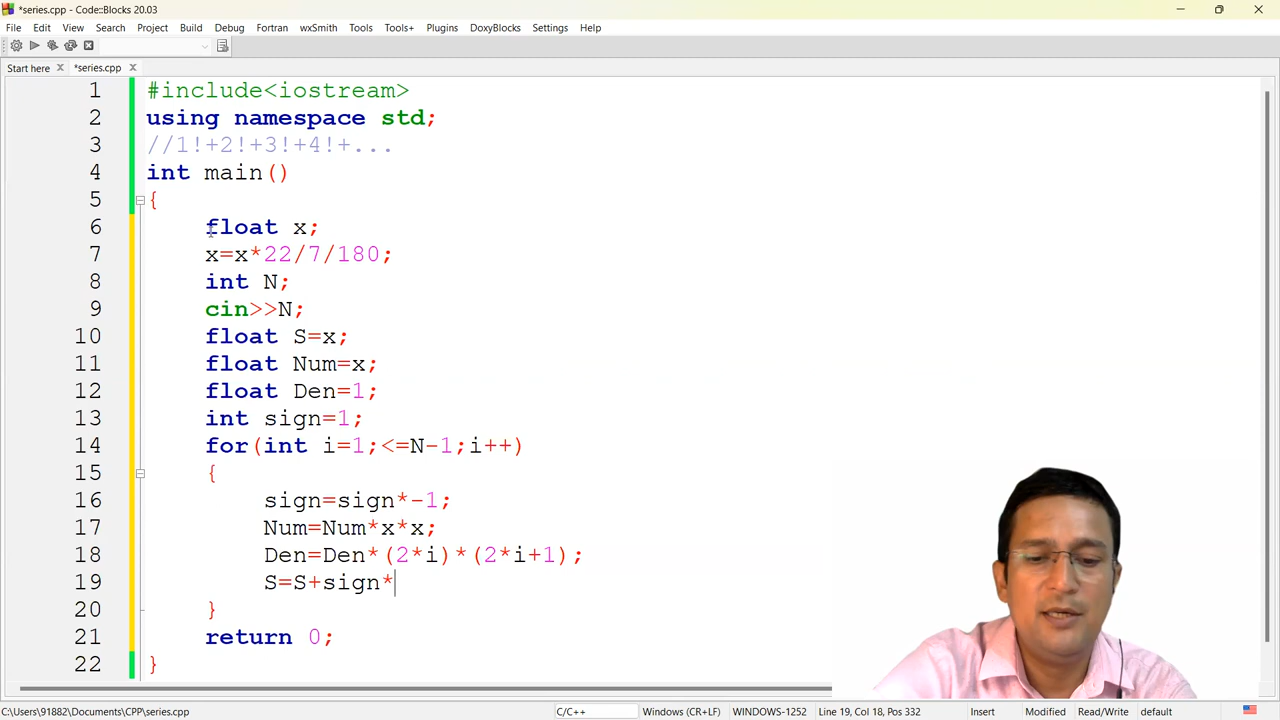 *series.cpp - Code::Blocks 20.03
File Edit View Search Project Build Debug Fortran wxSmith Tools Tools+ Plugins DoxyBlocks Settings Help
Start here *series.cpp
1 #include<iostream>
2 using namespace std;
3 //1!+2!+3!+4!+...
4 int main()
5 {
6 float x;
7 x=x*22/7/180;
8 int N;
9 cin>>N;
10 float S=x;
11 float Num=x;
12 float Den=1;
13 int sign=1;
14 for(int i=1;<=N-1;i++)
15 {
16 sign=sign*-1;
17 Num=Num*x*x;
18 Den=Den*(2*i)*(2*i+1);
19 S=S+sign*
20 }
21 return 0;
22 }
C:\Users\91882\Documents\CPP\series.cpp C/C++ Windows (CR+LF) WINDOWS-1252 Line 19, Col 18, Pos 332 Insert Modified Read/Write default